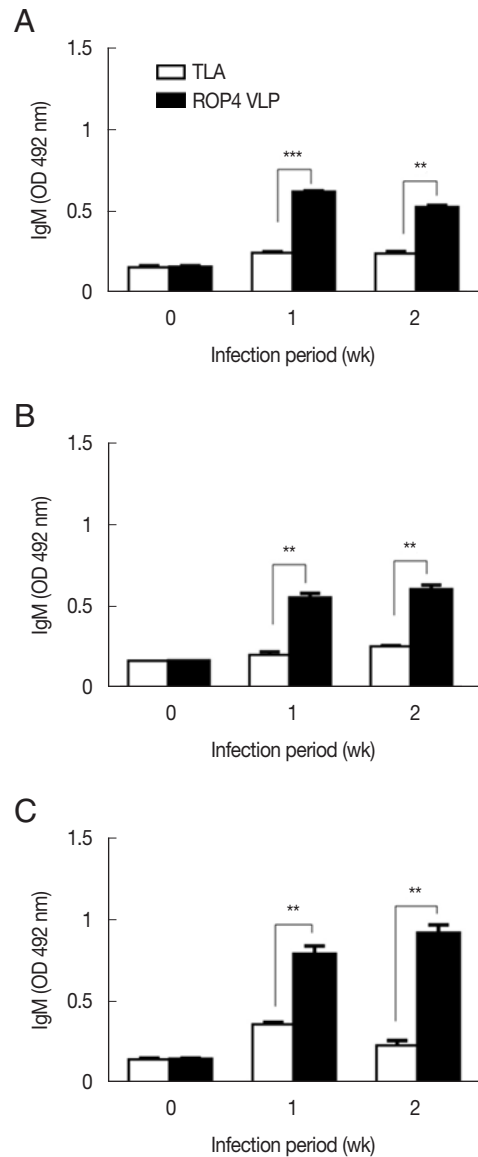 A
1.5
TLA
ROP4 VLP
1
***
**
0.5
0
IgM (OD 492 nm)
0 1 2
Infection period (wk)
B
1.5
1
**
**
0.5
0
IgM (OD 492 nm)
0 1 2
Infection period (wk)
C
1.5
**
**
1
0.5
0
IgM (OD 492 nm)
0 1 2
Infection period (wk)